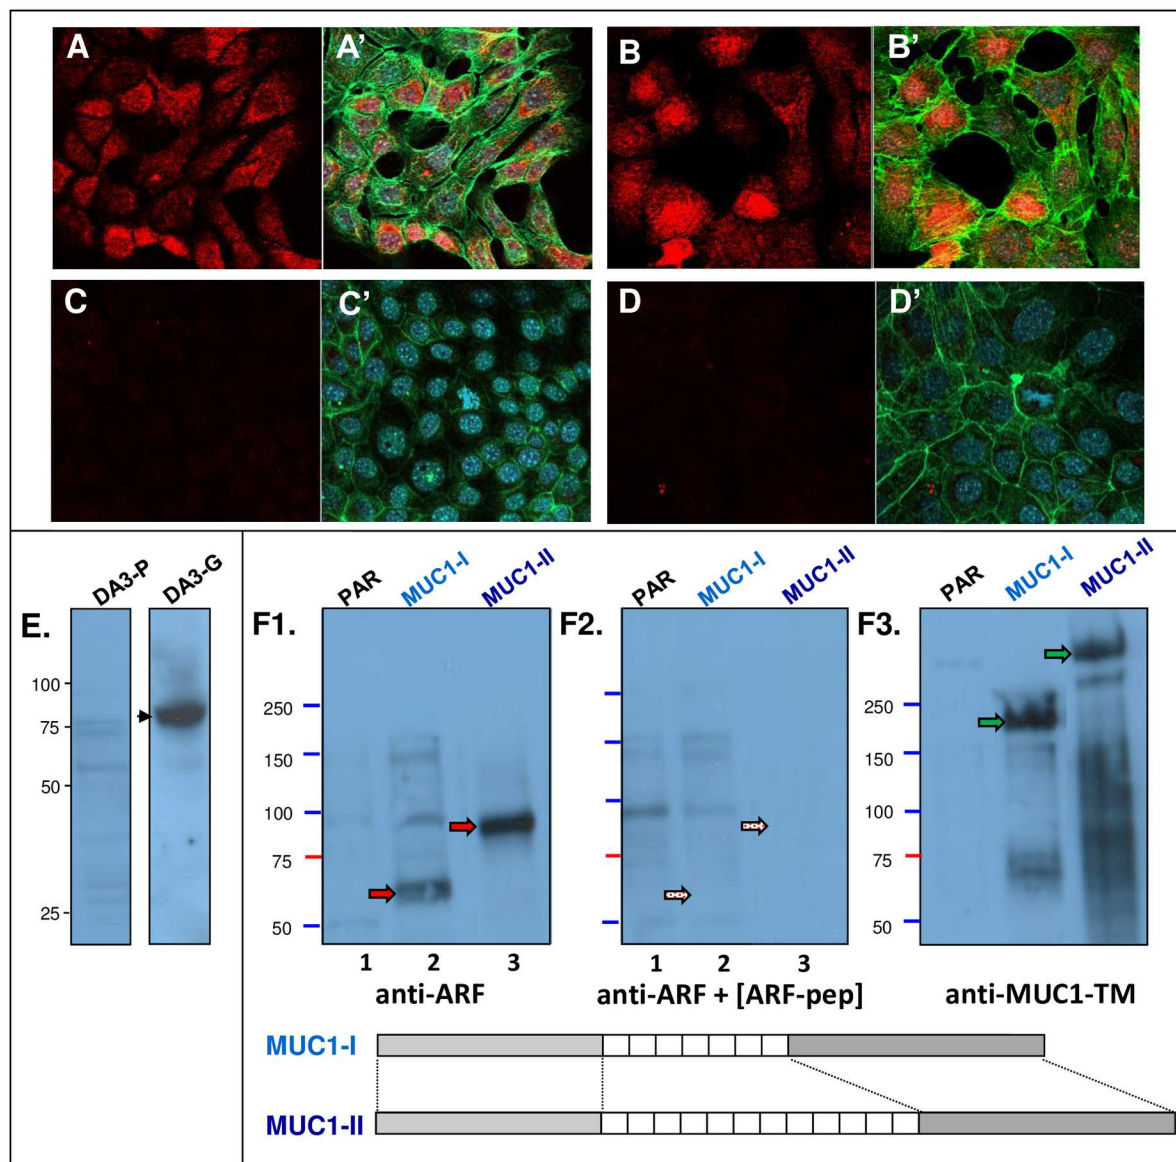 A A' B B'
C C' D D'
E. DA3-P DA3-G
100
75
50
25
F1. PAR MUC1-I MUC1-II
250
150
100
75
50
1 2 3
anti-ARF
F2. PAR MUC1-I MUC1-II
1 2 3
anti-ARF + [ARF-pep]
F3. PAR MUC1-I MUC1-II
250
150
100
75
50
anti-MUC1-TM
MUC1-I
MUC1-II